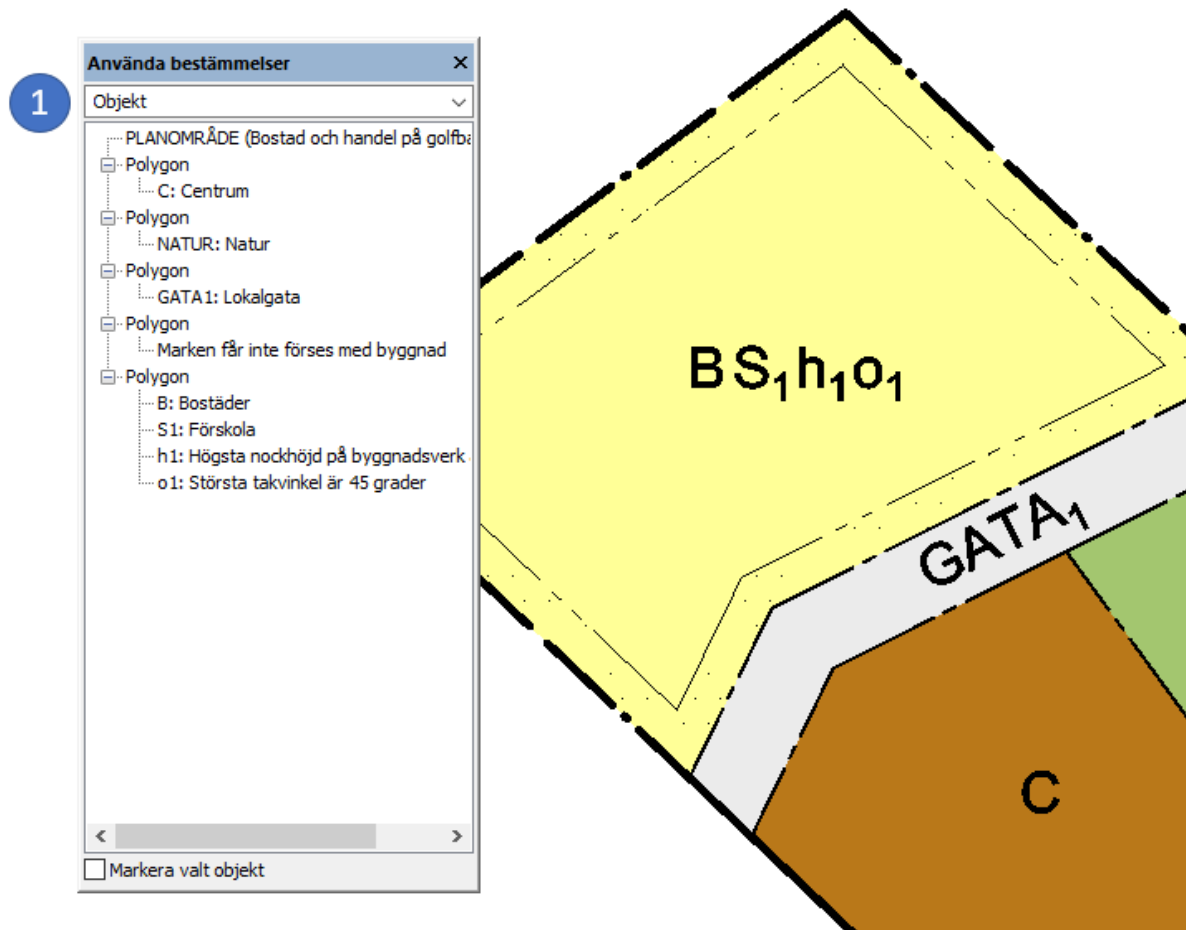 1
Använda bestämmelser
Objekt
PLANOMRÅDE (Bostad och handel på golfba
Polygon
C: Centrum
Polygon
NATUR: Natur
Polygon
GATA1: Lokalgata
Polygon
Marken får inte förses med byggnad
Polygon
B: Bostäder
S1: Förskola
h1: Högsta nockhöjd på byggnadsverk
o1: Största takvinkel är 45 grader
Markera valt objekt
BS₁h₁o₁
GATA₁
C